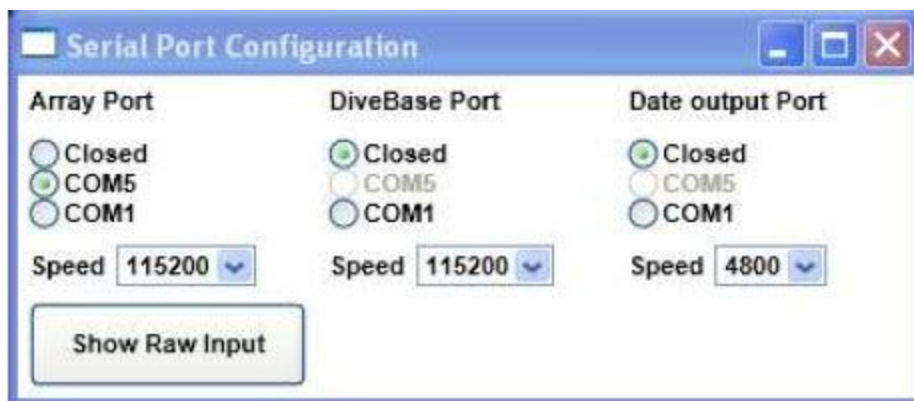 Serial Port Configuration
Array Port DiveBase Port Date output Port
Closed Closed Closed
COM5 COM5 COM5
COM1 COM1 COM1
Speed 115200 Speed 115200 Speed 4800
Show Raw Input